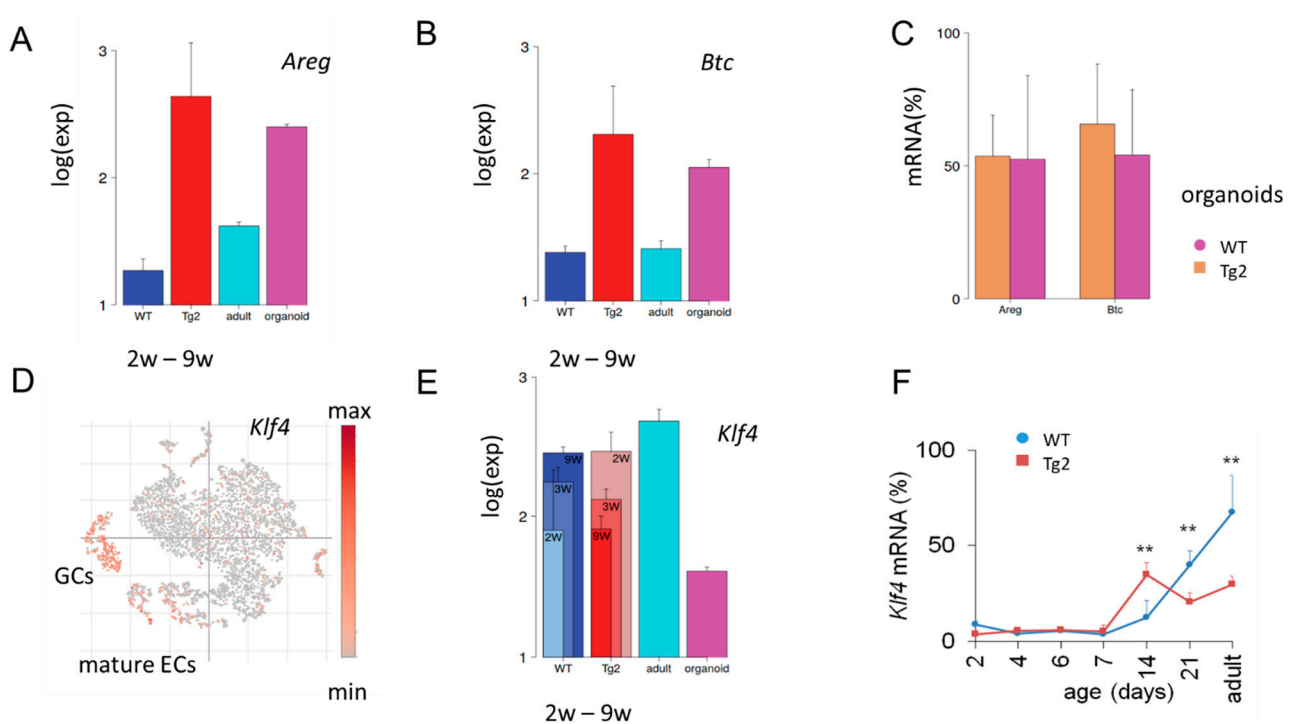 A
3
2
1
log(exp)
Areg
WT Tg2 adult organoid
2w – 9w
B
3
2
1
log(exp)
Btc
WT Tg2 adult organoid
2w – 9w
C
100
50
0
mRNA(%)
Areg Btc
organoids
WT
Tg2
D
Klf4
max
min
GCs
mature ECs
E
3
2
1
log(exp)
Klf4
9W
3W
2W
2W
3W
9W
WT Tg2 adult organoid
2w – 9w
F
WT
Tg2
100
50
0
Klf4 mRNA (%)
**
**
**
2 4 6 7 14 21 adult
age (days)